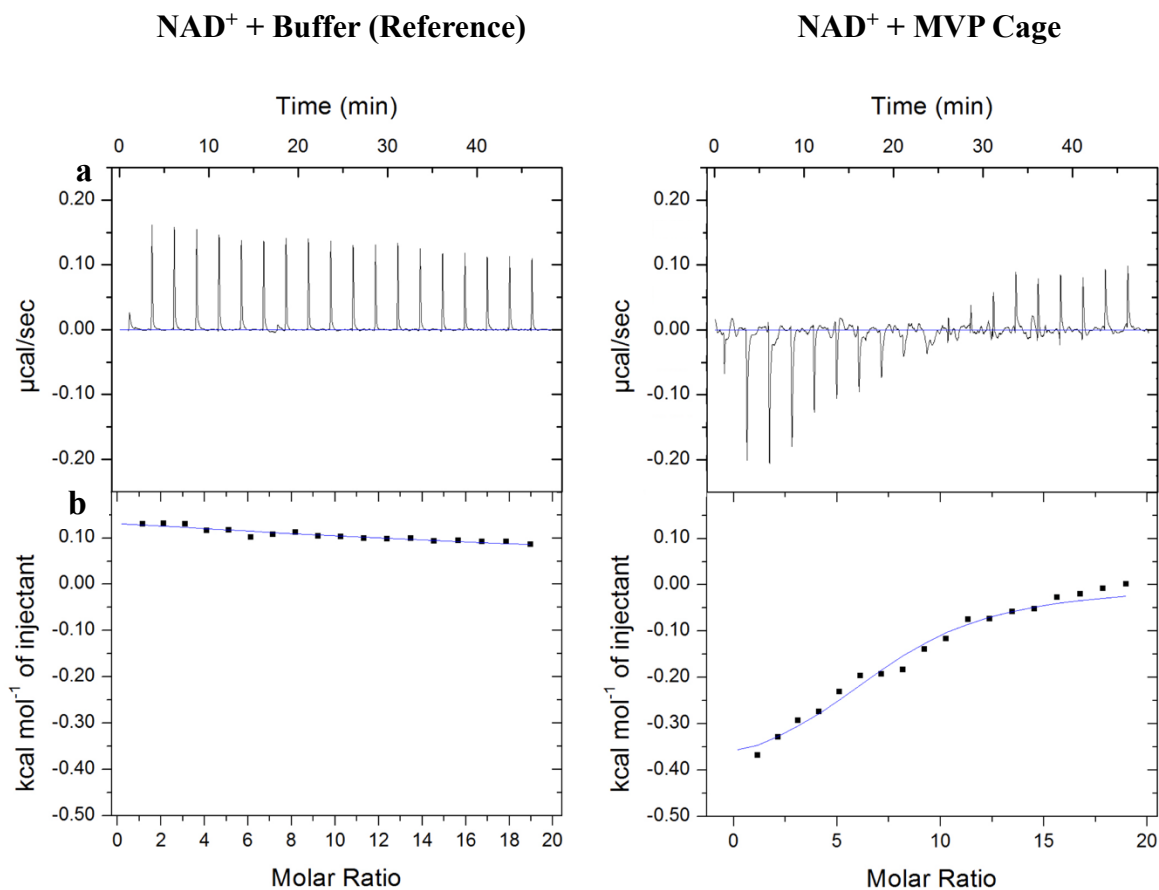 NAD⁺ + Buffer (Reference)
NAD⁺ + MVP Cage
Time (min)
0 10 20 30 40
a
0.20
0.10
0.00
-0.10
-0.20
µcal/sec
b
0.10
0.00
-0.10
-0.20
-0.30
-0.40
-0.50
kcal mol⁻¹ of injectant
0 2 4 6 8 10 12 14 16 18 20
Molar Ratio
Time (min)
0 10 20 30 40
0.20
0.10
0.00
-0.10
-0.20
µcal/sec
0.10
0.00
-0.10
-0.20
-0.30
-0.40
-0.50
kcal mol⁻¹ of injectant
0 5 10 15 20
Molar Ratio